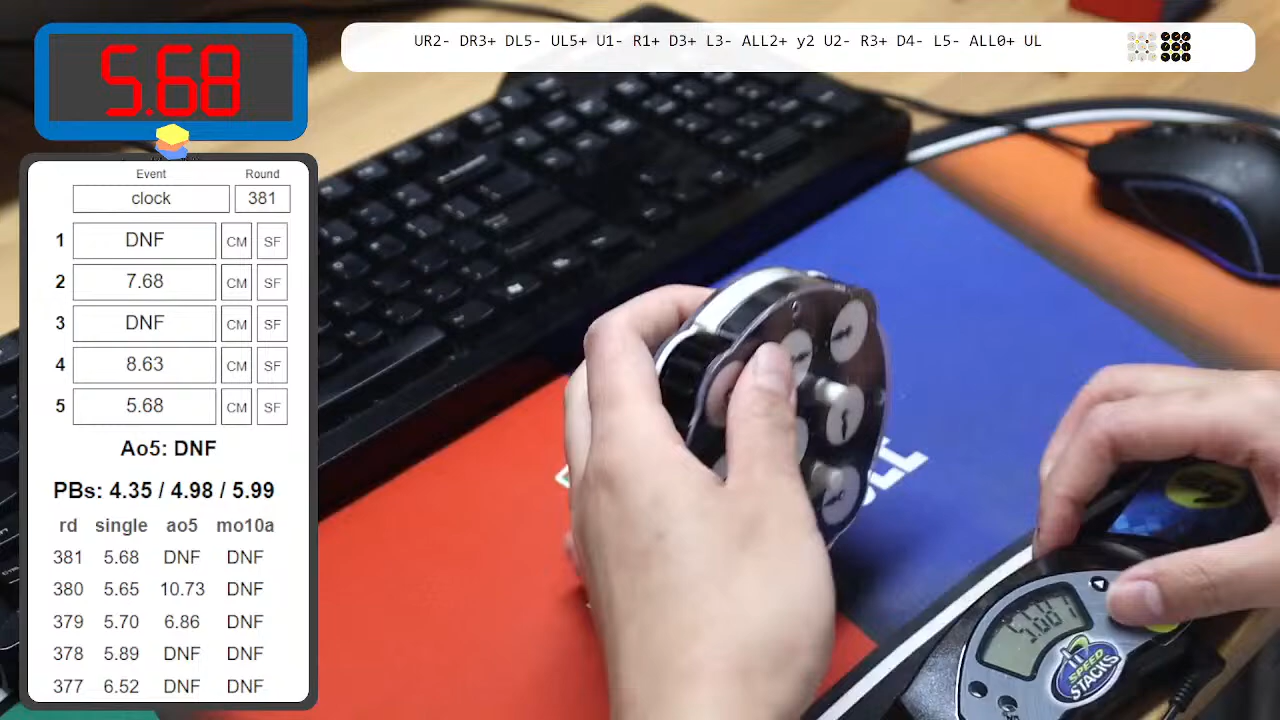 5.68
UR2- DR3+ DL5- UL5+ U1- R1+ D3+ L3- ALL2+ y2 U2- R3+ D4- L5- ALL0+ UL
Event Round
clock 381
1 DNF CM SF
2 7.68 CM SF
3 DNF CM SF
4 8.63 CM SF
5 5.68 CM SF
Ao5: DNF
PBs: 4.35 / 4.98 / 5.99
rd single ao5 mo10a
381 5.68 DNF DNF
380 5.65 10.73 DNF
379 5.70 6.86 DNF
378 5.89 DNF DNF
377 6.52 DNF DNF
SPEED
STACKS